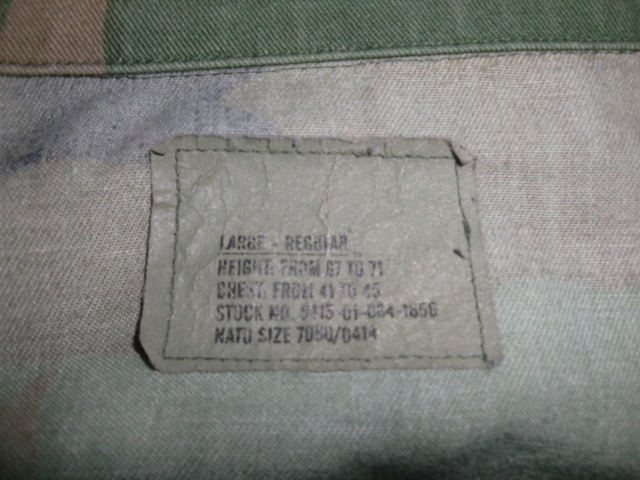 LARGE - REGULAR
HEIGHT: FROM 67 TO 71
CHEST: FROM 41 TO 45
STOCK NO. 8415-01-084-1656
NATO SIZE 7080/0414